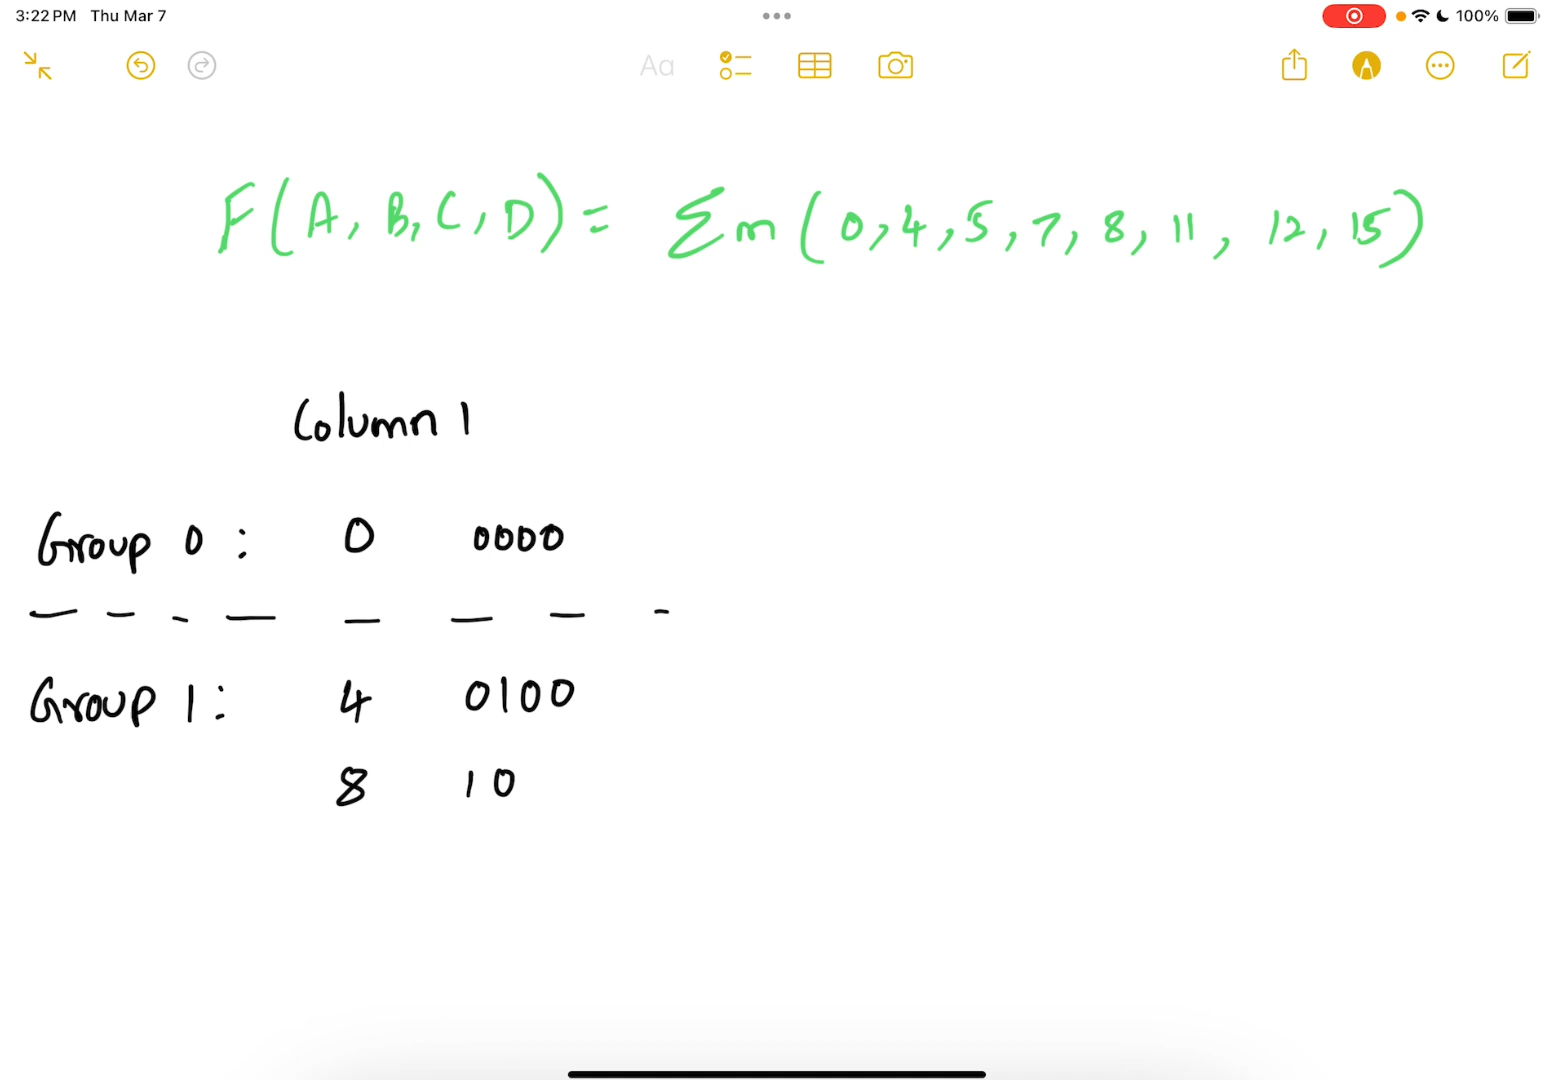 3:22 PM Thu Mar 7
100%
Aa
F(A, B, C, D) = Σm(0, 4, 5, 7, 8, 11, 12, 15)
Column 1
Group 0 : 0 0000
Group 1 : 4 0100
8 10